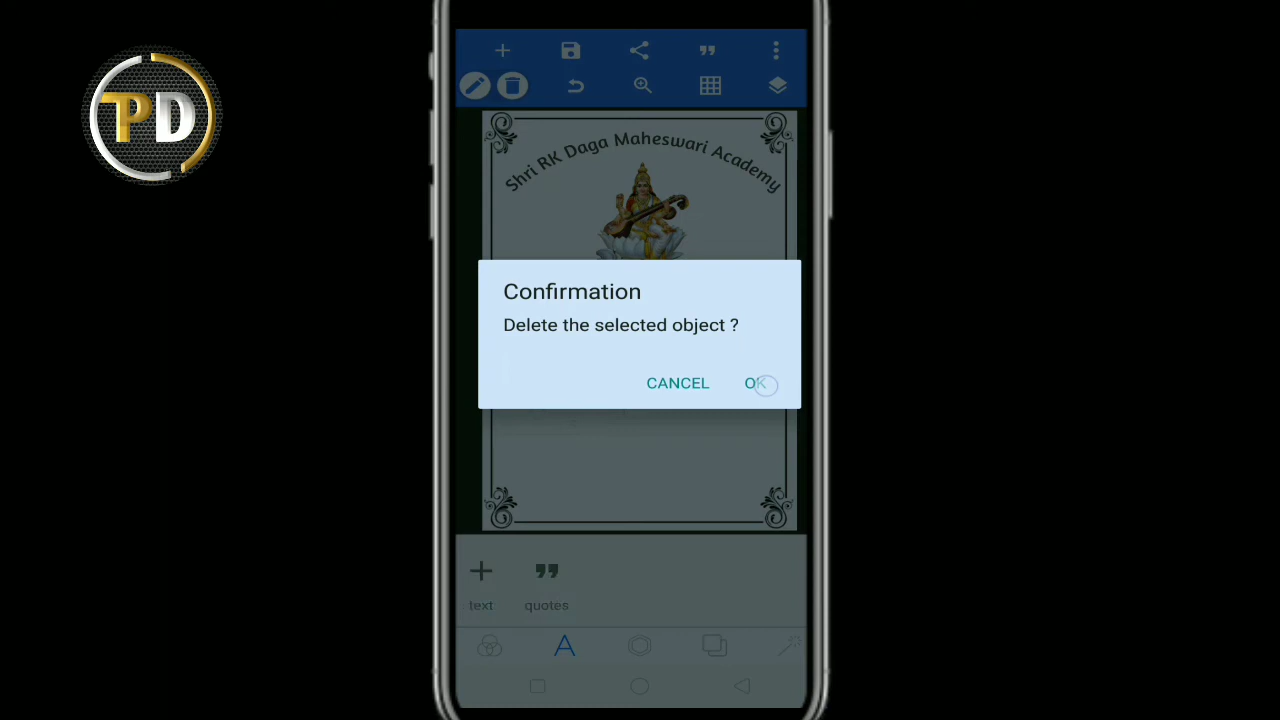 PD
Shri RK Daga Maheswari Academy
Confirmation
Delete the selected object ?
CANCEL OK
text quotes